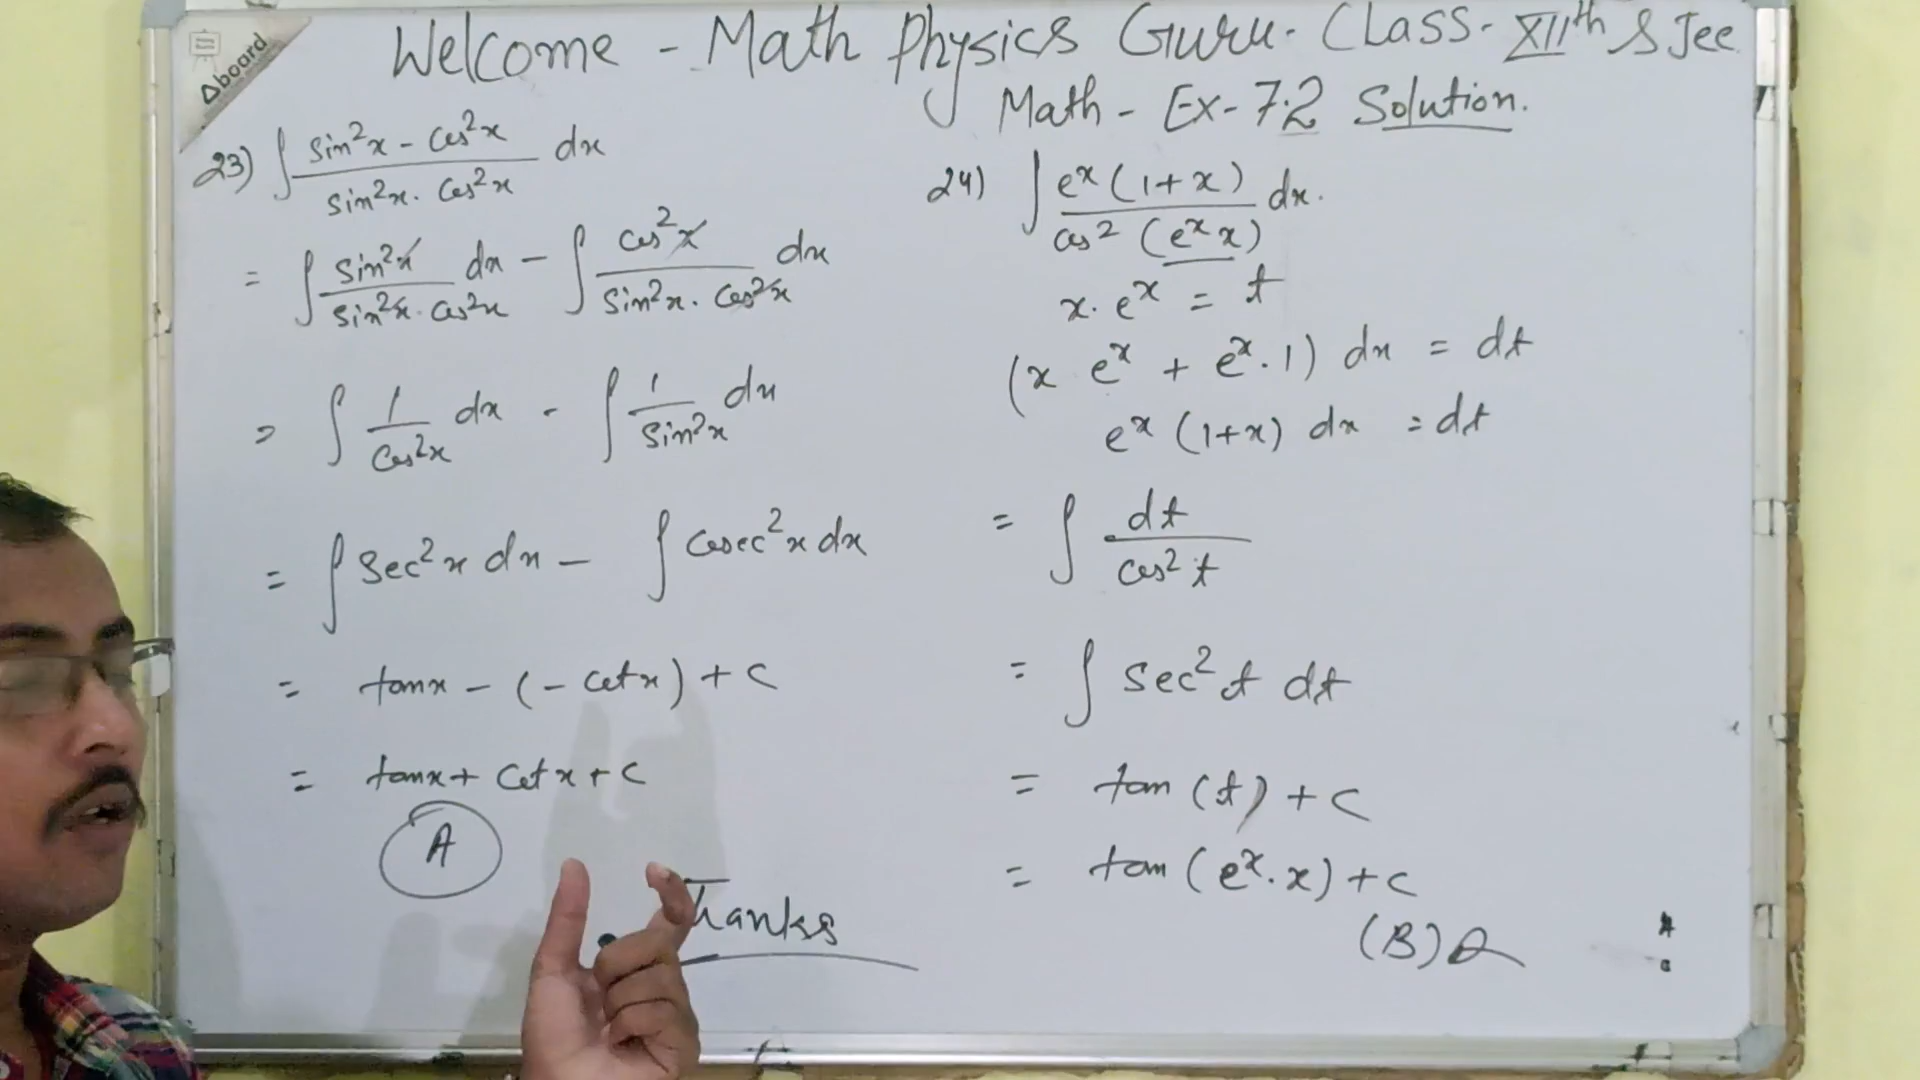 Welcome - Math Physics Guru. Class - XIIth & Jee
Math - Ex - 7.2 Solution.
Δboard
23) ∫ (sin²x - cos²x)/(sin²x . cos²x) dx
= ∫ sin²x/(sin²x . cos²x) dx - ∫ cos²x/(sin²x . cos²x) dx
= ∫ 1/cos²x dx - ∫ 1/sin²x dx
= ∫ sec²x dx - ∫ cosec²x dx
= tanx - (- cotx) + c
= tanx + cotx + c
A
Thanks
24) ∫ eˣ(1+x)/cos²(eˣx) dx.
x. eˣ = t
(x eˣ + eˣ.1) dx = dt
eˣ (1+x) dx = dt
= ∫ dt/cos²t
= ∫ sec²t dt
= tan (t) + c
= tan (eˣ.x) + c
(B)